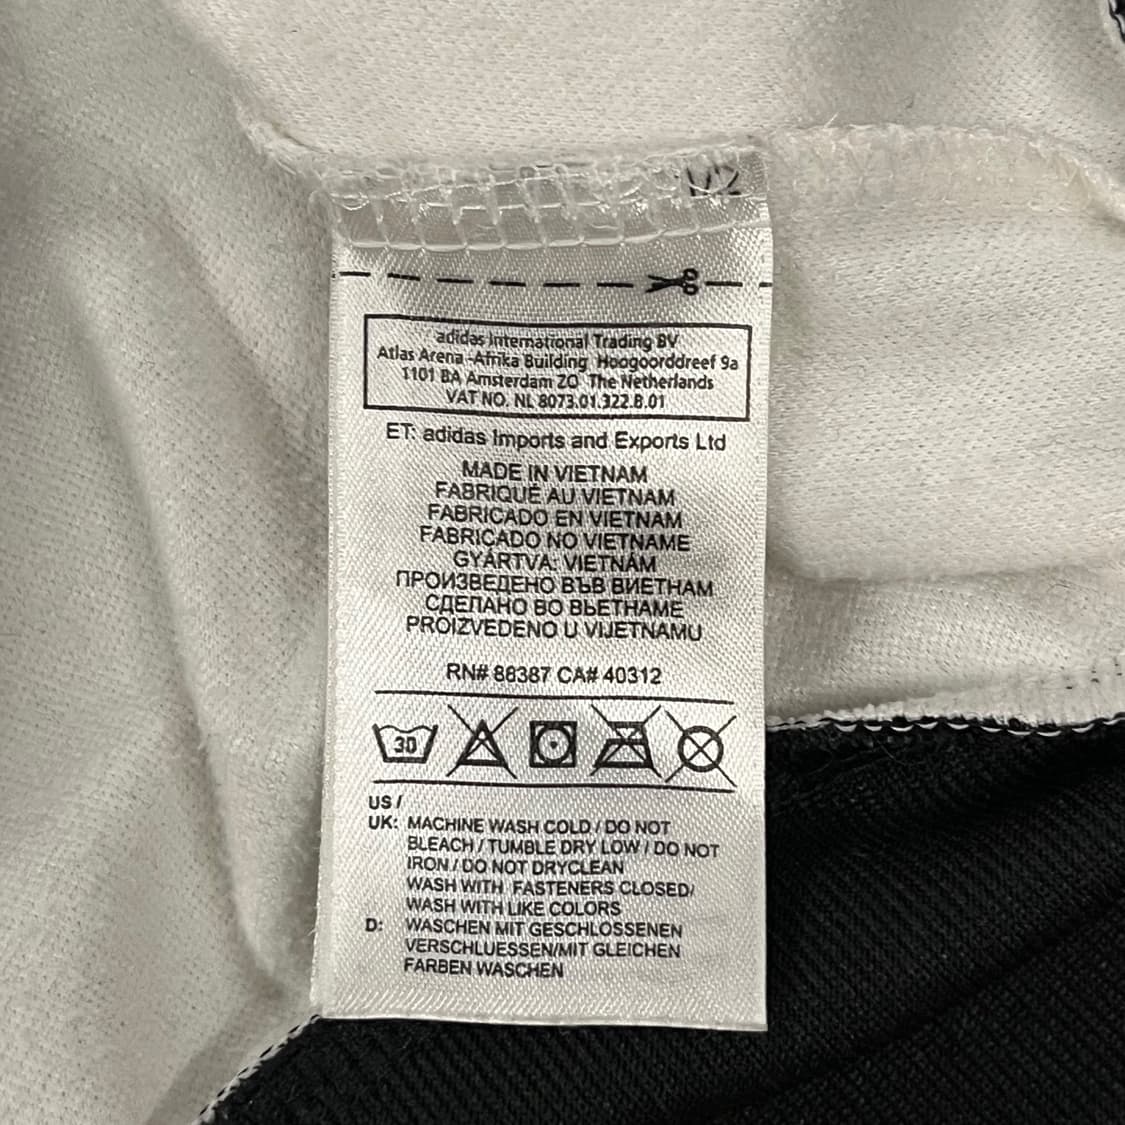 adidas International Trading BV
Atlas Arena -Afrika Building Hoogoorddreef 9a
1101 BA Amsterdam ZO The Netherlands
VAT NO. NL 8073.01.322.B.01
ET: adidas Imports and Exports Ltd
MADE IN VIETNAM
FABRIQUÉ AU VIETNAM
FABRICADO EN VIETNAM
FABRICADO NO VIETNAME
GYÁRTVA: VIETNÁM
ПРОИЗВЕДЕНО ВЪВ ВИЕТНАМ
СДЕЛАНО ВО ВЬЕТНАМЕ
PROIZVEDENO U VIJETNAMU
RN# 88387 CA# 40312
30
US /
UK: MACHINE WASH COLD / DO NOT
BLEACH / TUMBLE DRY LOW / DO NOT
IRON / DO NOT DRYCLEAN
WASH WITH FASTENERS CLOSED/
WASH WITH LIKE COLORS
D: WASCHEN MIT GESCHLOSSENEN
VERSCHLUESSEN/MIT GLEICHEN
FARBEN WASCHEN